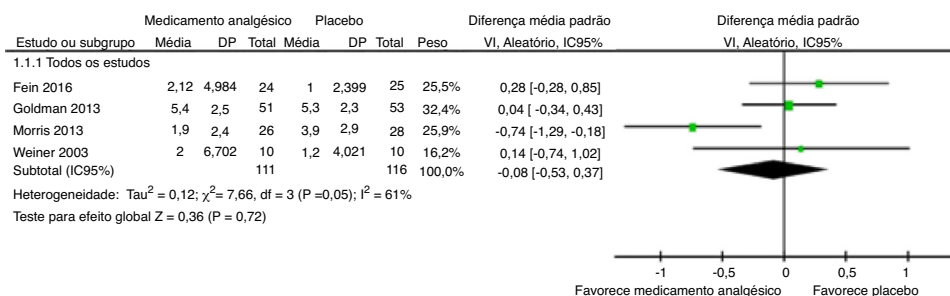 Medicamento analgésico Placebo Diferença média padrão Diferença média padrão
Estudo ou subgrupo Média DP Total Média DP Total Peso VI, Aleatório, IC95% VI, Aleatório, IC95%
1.1.1 Todos os estudos
Fein 2016 2,12 4,984 24 1 2,399 25 25,5% 0,28 [-0,28, 0,85]
Goldman 2013 5,4 2,5 51 5,3 2,3 53 32,4% 0,04 [ -0,34, 0,43]
Morris 2013 1,9 2,4 26 3,9 2,9 28 25,9% -0,74 [-1,29, -0,18]
Weiner 2003 2 6,702 10 1,2 4,021 10 16,2% 0,14 [-0,74, 1,02]
Subtotal (IC95%) 111 116 100,0% -0,08 [-0,53, 0,37]
Heterogeneidade: Tau² = 0,12; χ²= 7,66, df = 3 (P =0,05); I² = 61%
Teste para efeito global Z = 0,36 (P = 0,72)
-1 -0,5 0 0,5 1
Favorece medicamento analgésico Favorece placebo